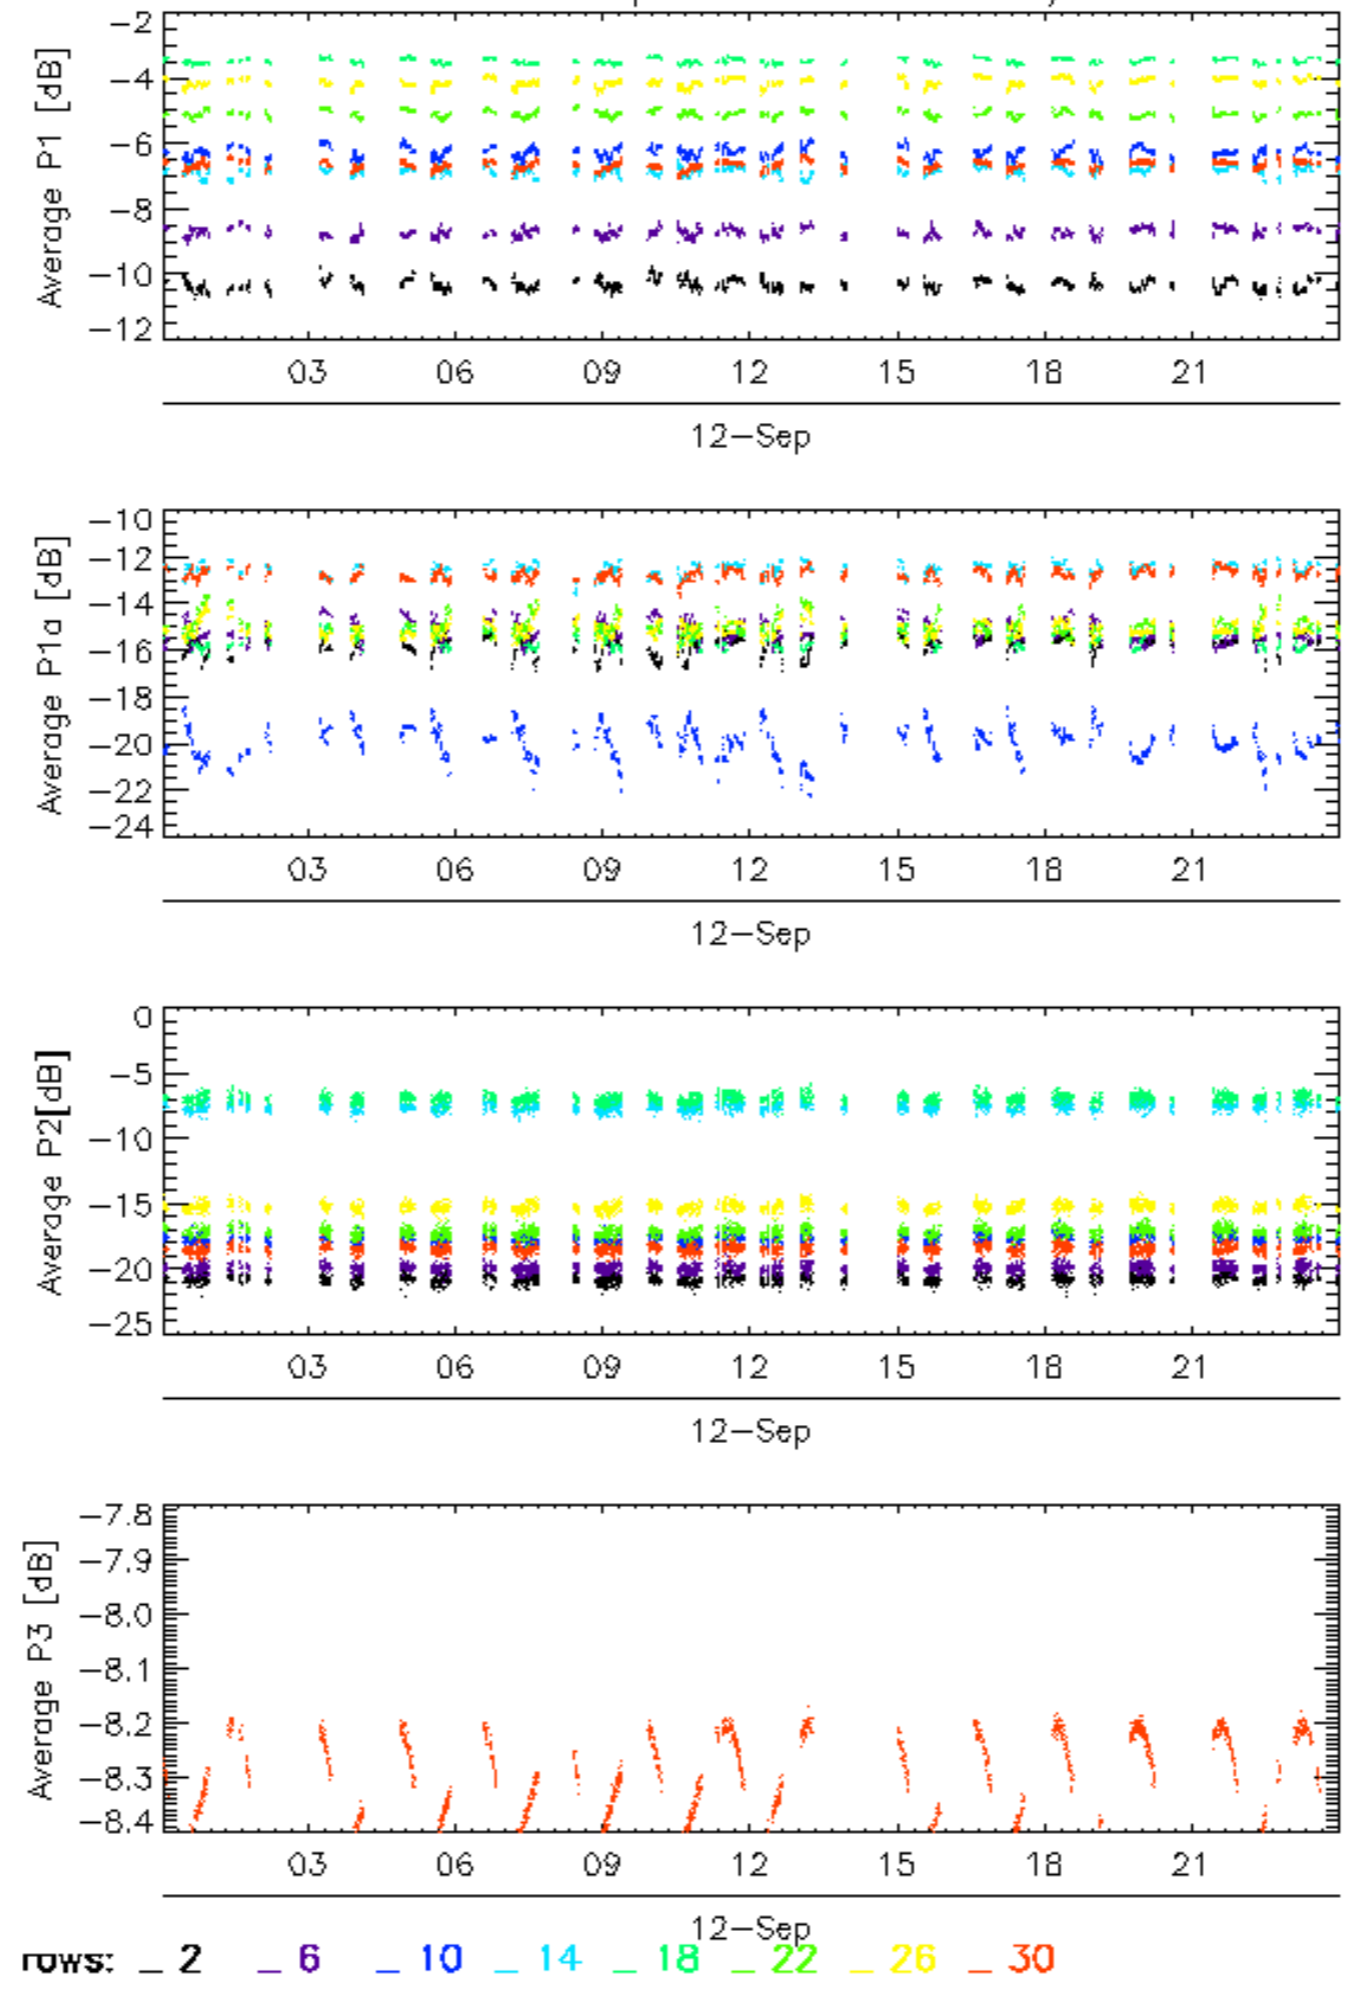 Average P1 [dB]
-2
-4
-6
-8
-10
-12
03 06 09 12 15 18 21
12-Sep
Average P1a [dB]
-10
-12
-14
-16
-18
-20
-22
-24
03 06 09 12 15 18 21
12-Sep
Average P2[dB]
0
-5
-10
-15
-20
-25
03 06 09 12 15 18 21
12-Sep
Average P3 [dB]
-7.8
-7.9
-8.0
-8.1
-8.2
-8.3
-8.4
03 06 09 12 15 18 21
12-Sep
rows: _ 2 _ 6 _ 10 _ 14 _ 18 _ 22 _ 26 _ 30